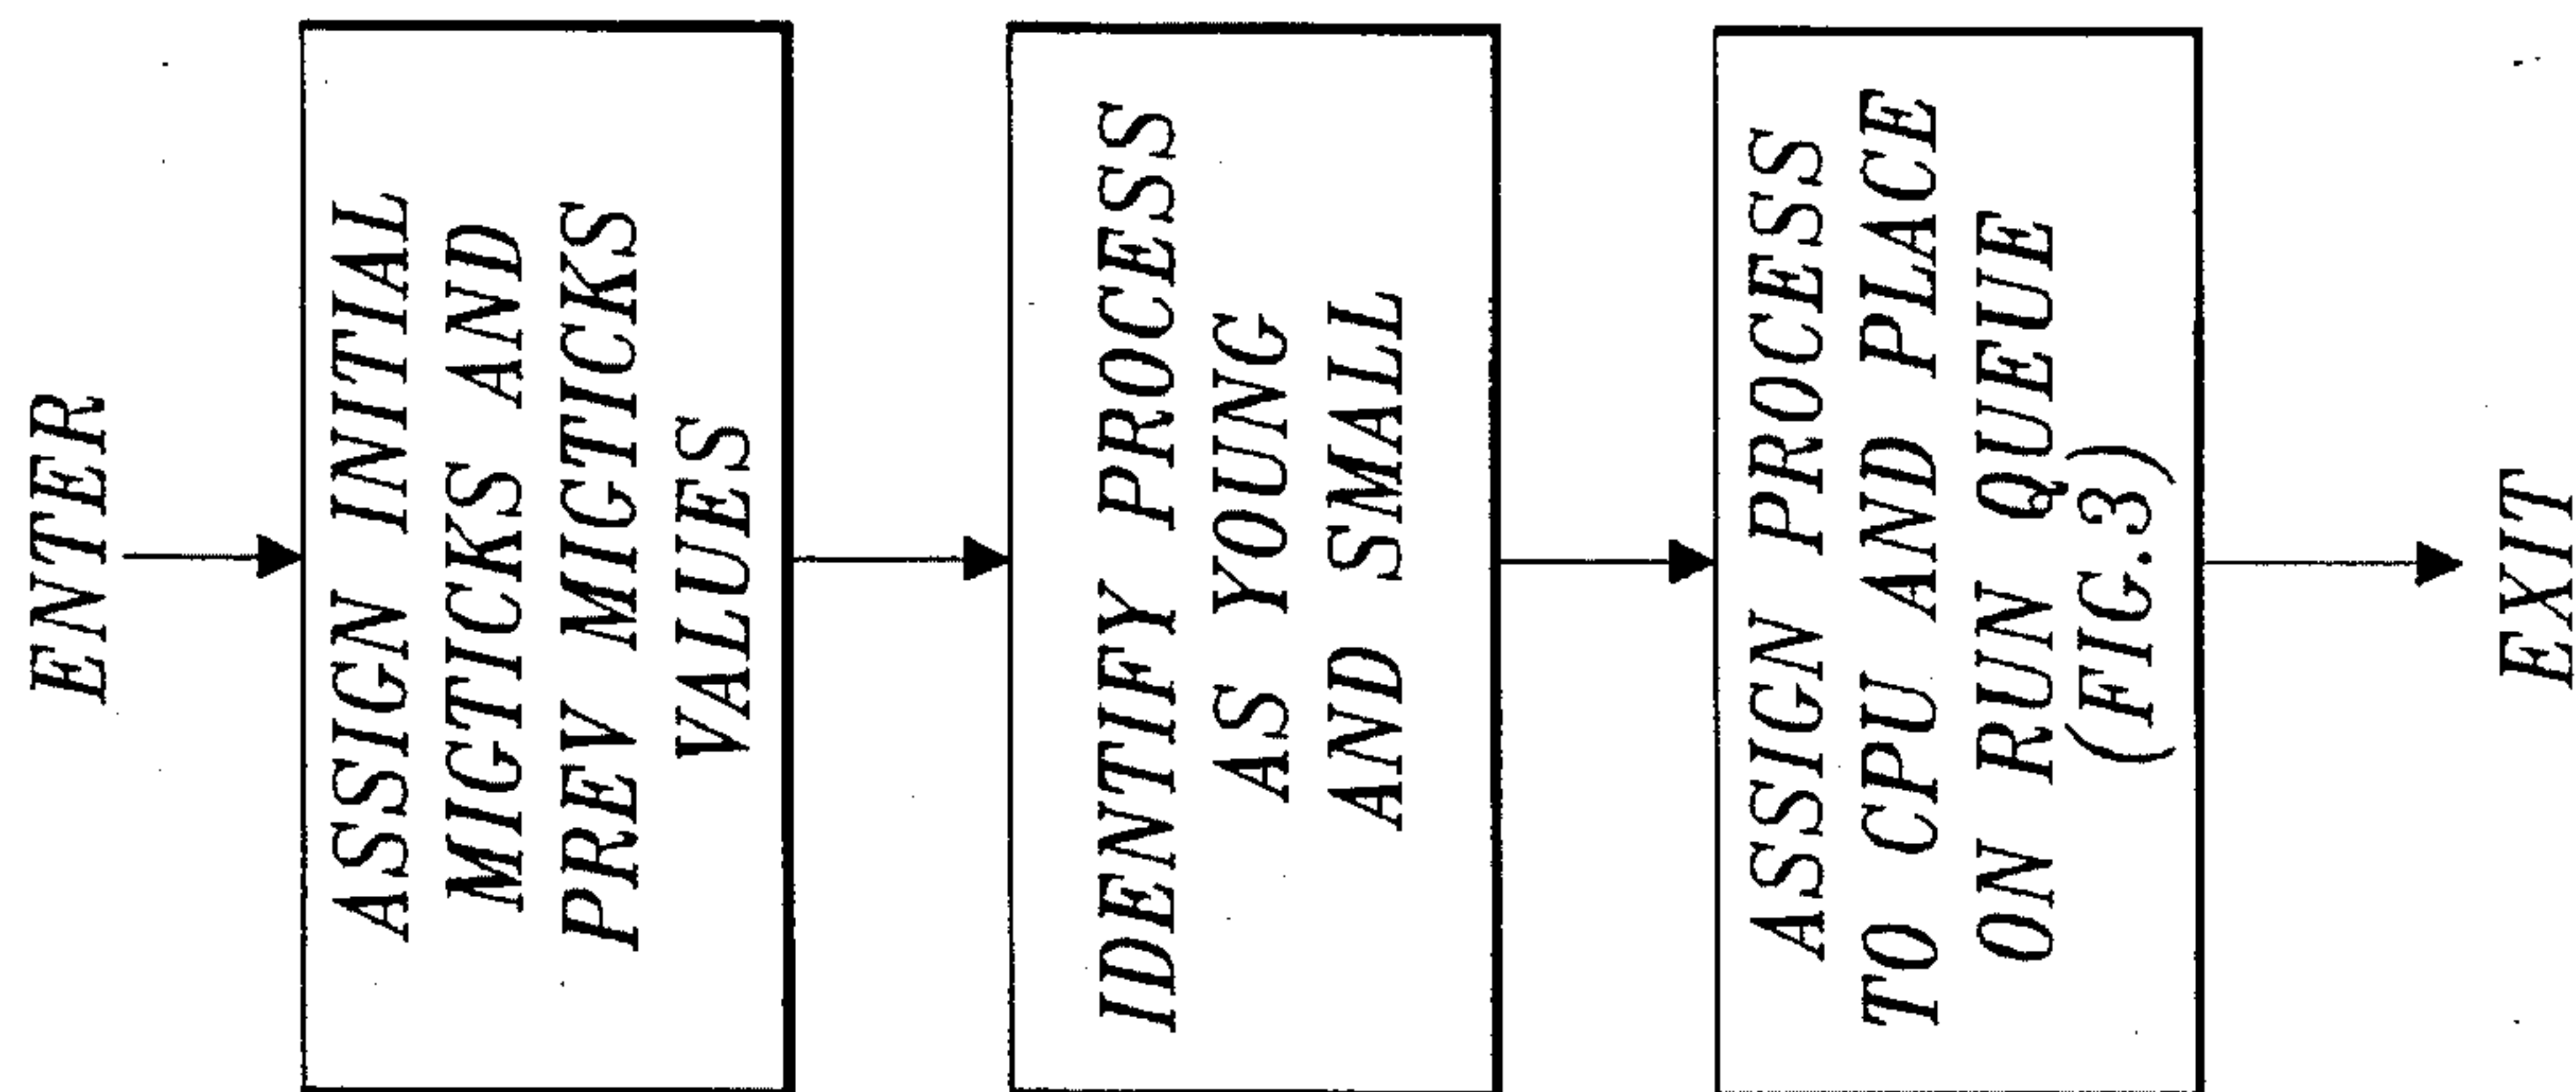 ENTER
ASSIGN INITIAL
MIGTICKS AND
PREV MIGTICKS
VALUES
IDENTIFY PROCESS
AS YOUNG
AND SMALL
ASSIGN PROCESS
TO CPU AND PLACE
ON RUN QUEUE
(FIG.3)
EXIT